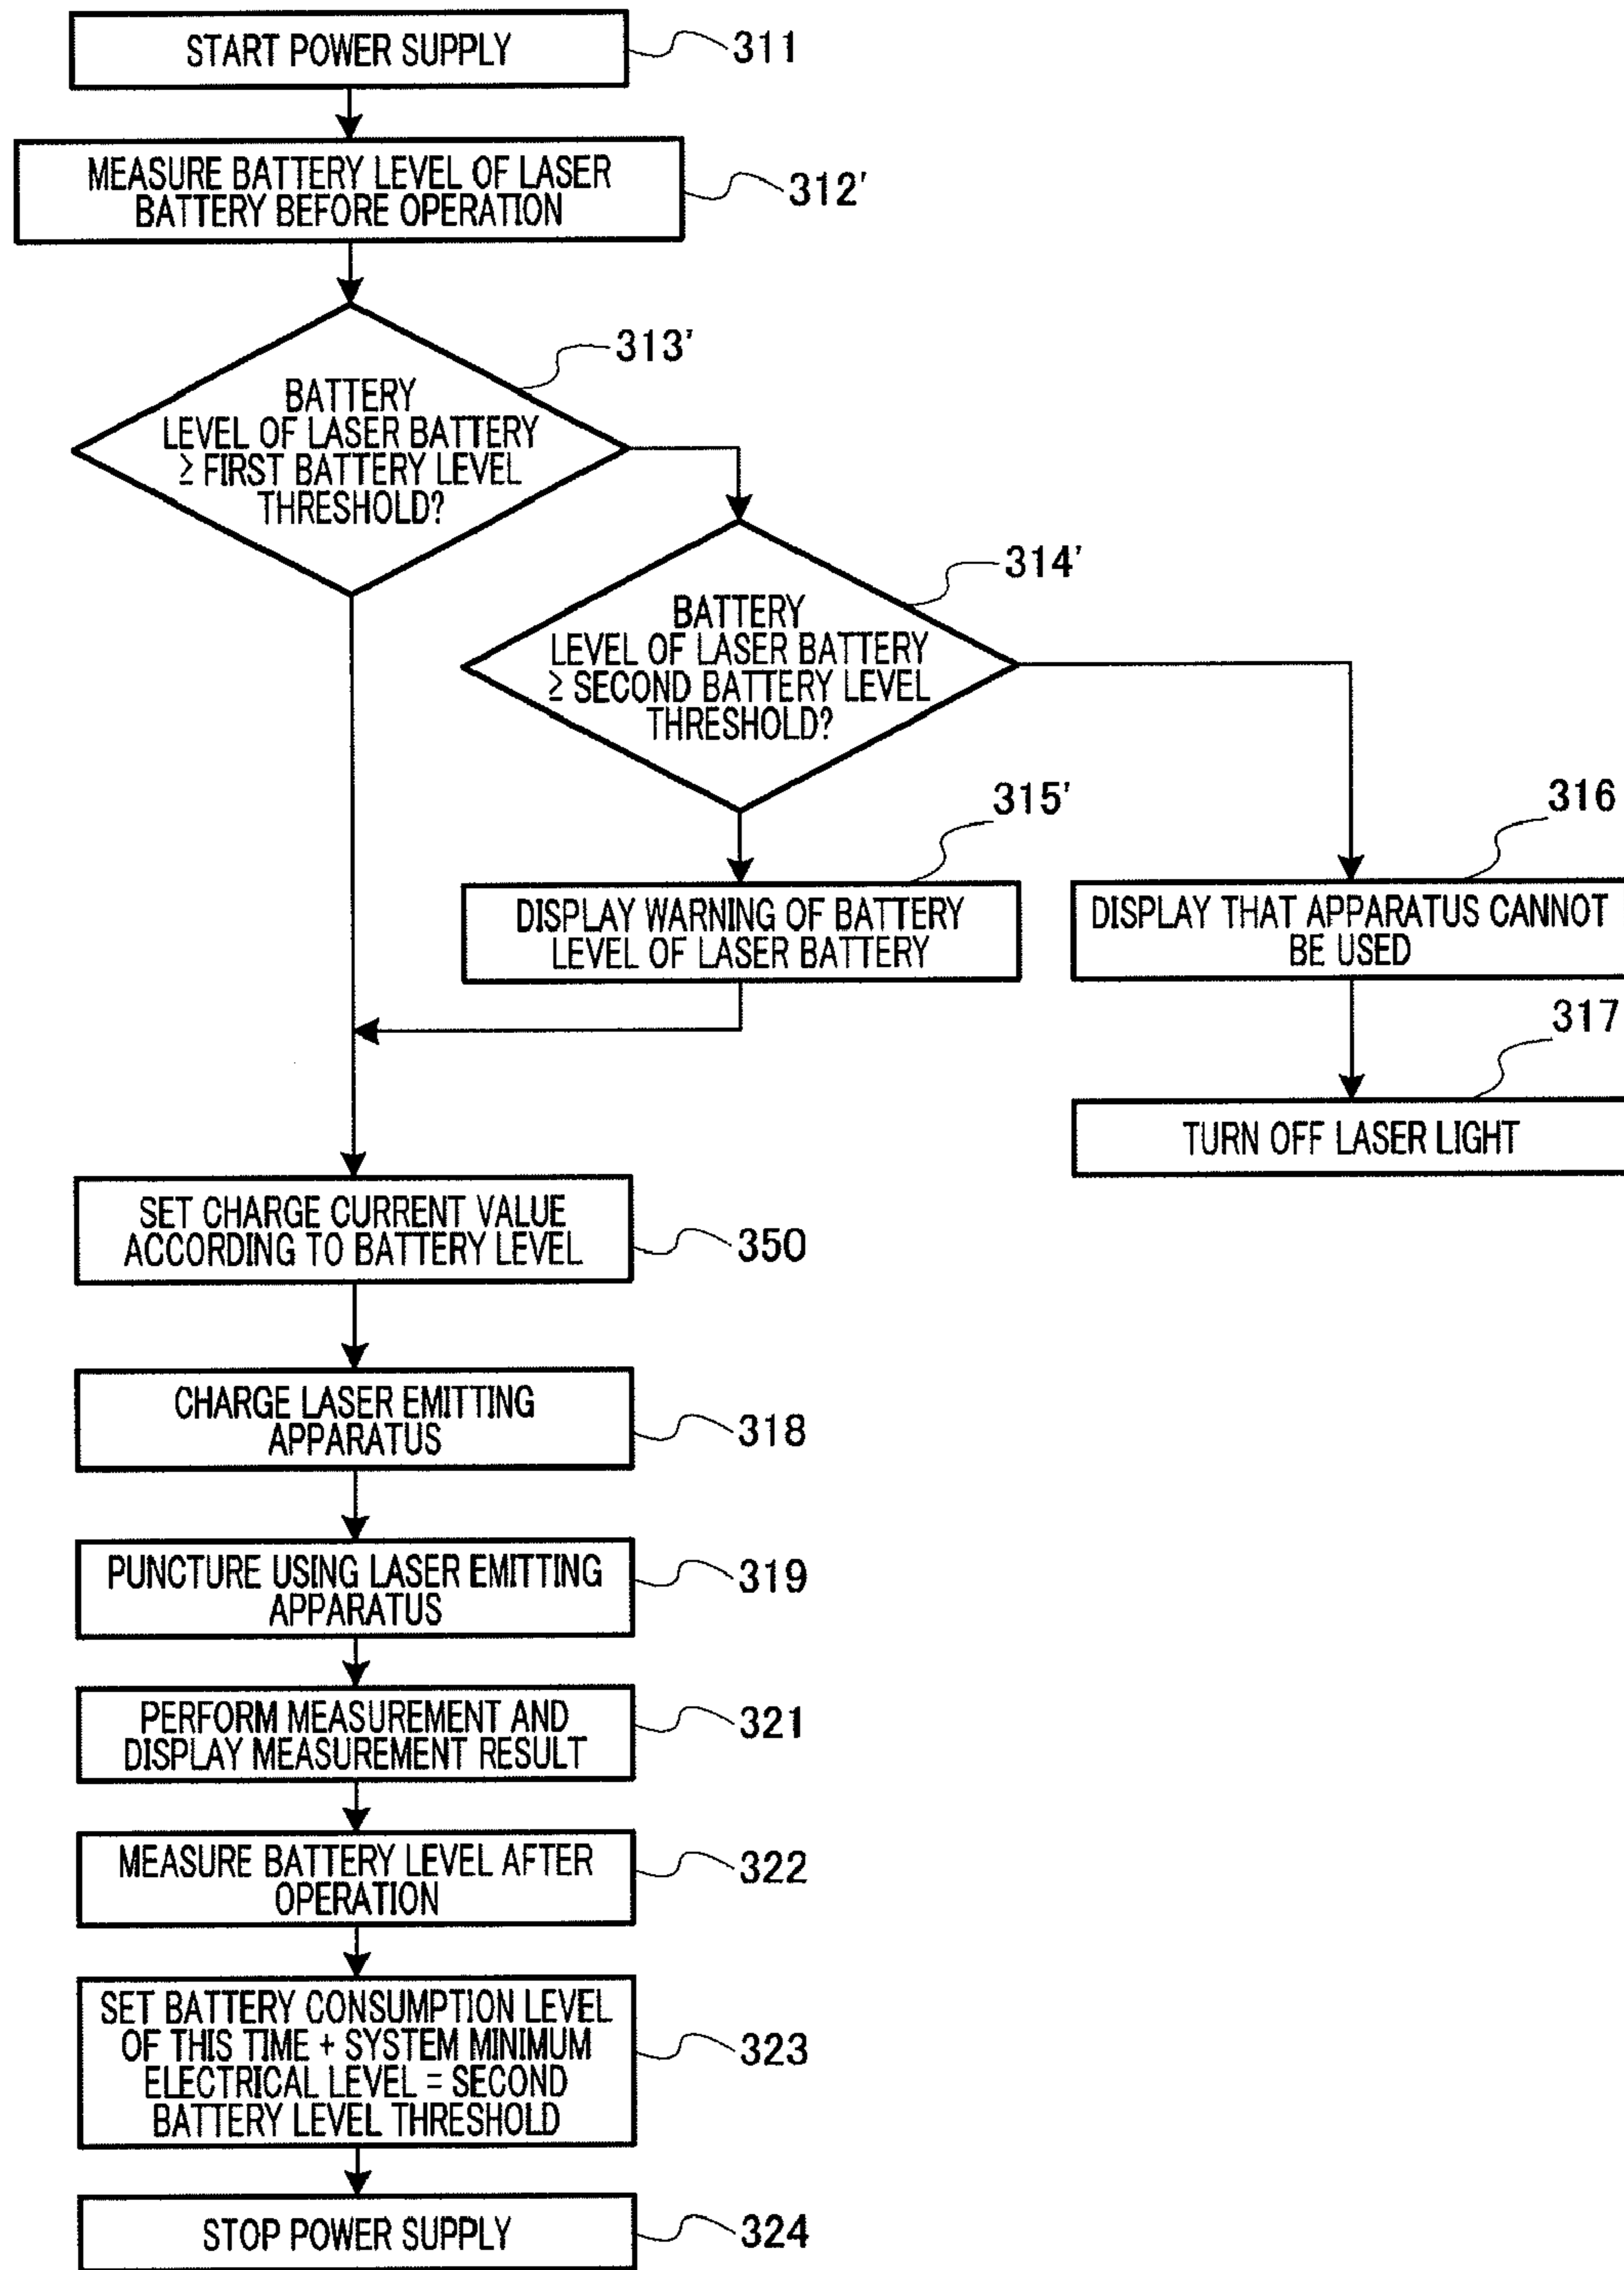 START POWER SUPPLY
311
MEASURE BATTERY LEVEL OF LASER
BATTERY BEFORE OPERATION
312'
313'
BATTERY
LEVEL OF LASER BATTERY
≥ FIRST BATTERY LEVEL
THRESHOLD?
314'
BATTERY
LEVEL OF LASER BATTERY
≥ SECOND BATTERY LEVEL
THRESHOLD?
315'
DISPLAY WARNING OF BATTERY
LEVEL OF LASER BATTERY
316
DISPLAY THAT APPARATUS CANNOT
BE USED
317
TURN OFF LASER LIGHT
SET CHARGE CURRENT VALUE
ACCORDING TO BATTERY LEVEL
350
CHARGE LASER EMITTING
APPARATUS
318
PUNCTURE USING LASER EMITTING
APPARATUS
319
PERFORM MEASUREMENT AND
DISPLAY MEASUREMENT RESULT
321
MEASURE BATTERY LEVEL AFTER
OPERATION
322
SET BATTERY CONSUMPTION LEVEL
OF THIS TIME + SYSTEM MINIMUM
ELECTRICAL LEVEL = SECOND
BATTERY LEVEL THRESHOLD
323
STOP POWER SUPPLY
324